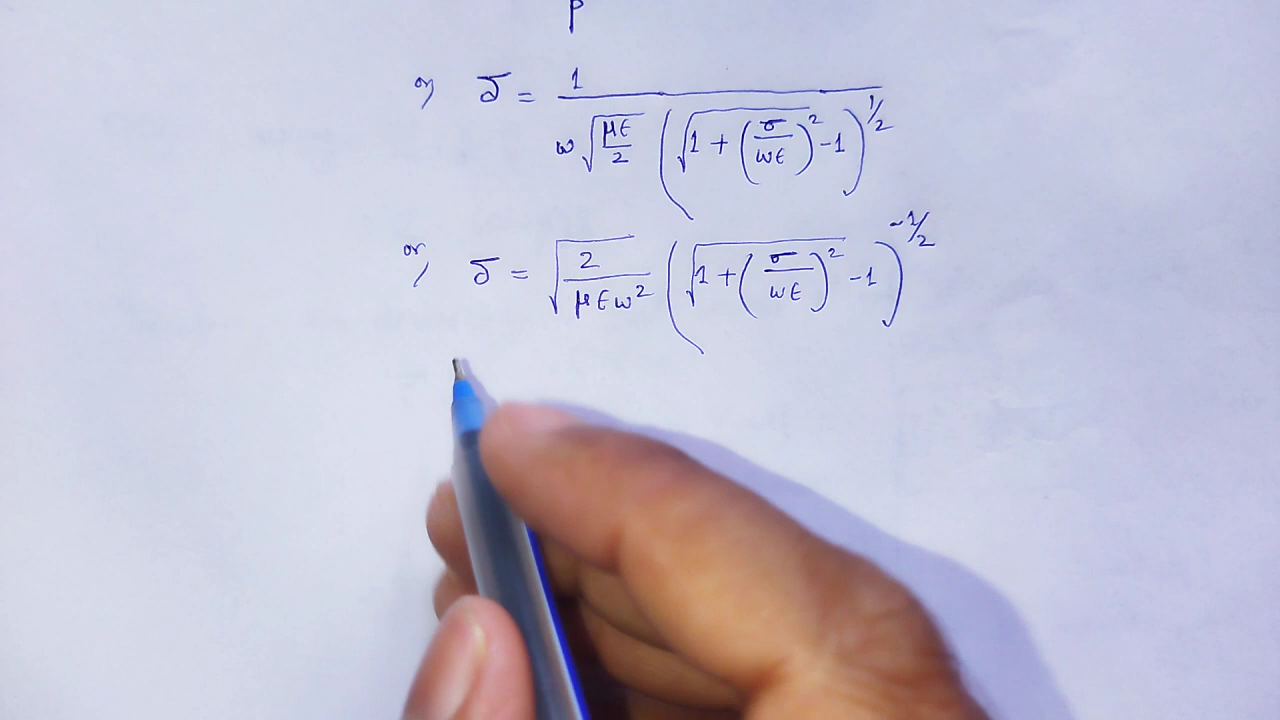 β
or, δ = 1 / ω√(με/2) (√(1 + (σ/ωε)²) - 1)^1/2
or, δ = √(2/μεω²) (√(1 + (σ/ωε)²) - 1)^-1/2